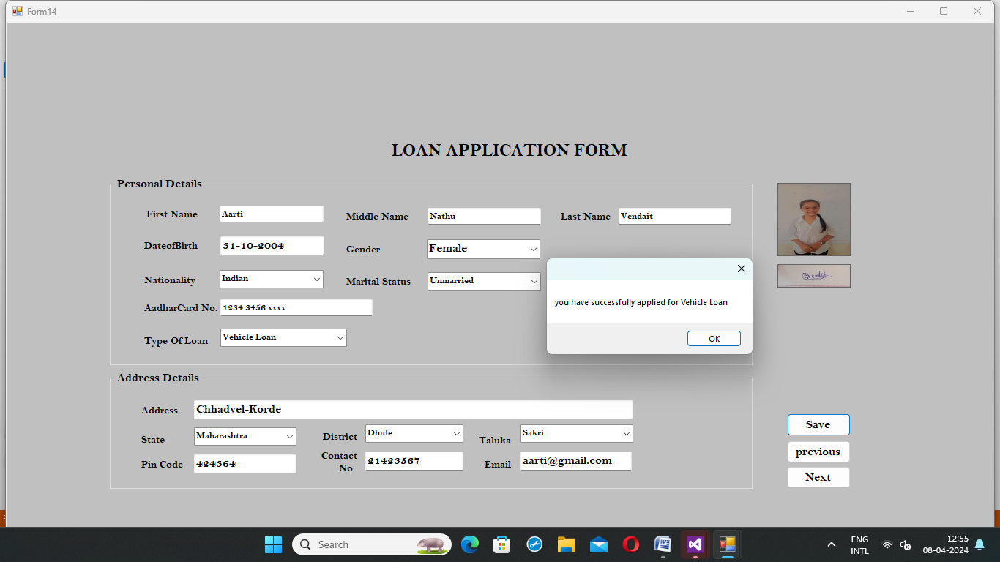 Form14
LOAN APPLICATION FORM
Personal Details
First Name Aarti Middle Name Nathu Last Name Vendait
DateofBirth 31-10-2004 Gender Female
Nationality Indian Marital Status Unmarried
AadharCard No. 1234 3456 xxxx
Type Of Loan Vehicle Loan
you have successfully applied for Vehicle Loan
OK
Address Details
Address Chhadvel-Korde
State Maharashtra District Dhule Taluka Sakri
Pin Code 424364 Contact No 21423567 Email aarti@gmail.com
Save
previous
Next
Search
ENG
INTL
12:55
08-04-2024